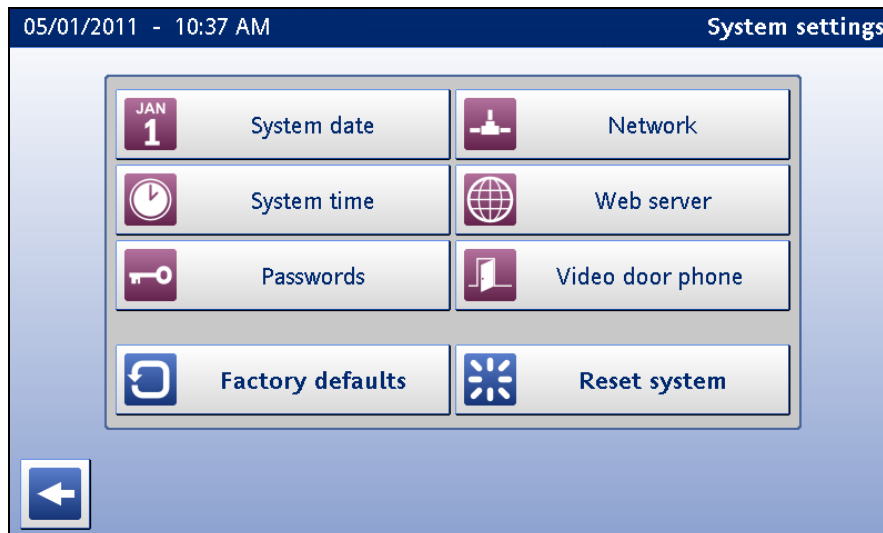 05/01/2011 - 10:37 AM System settings
JAN
1
System date
Network
System time
Web server
Passwords
Video door phone
Factory defaults
Reset system